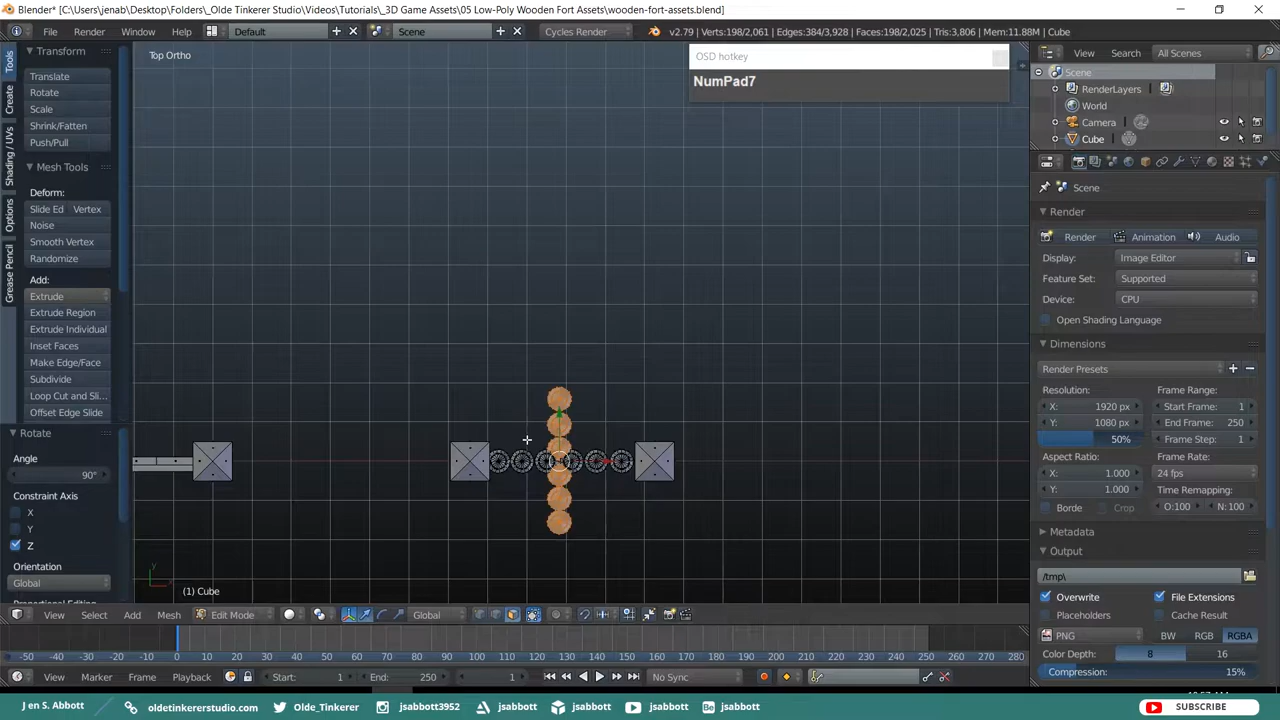 Blender* [C:\Users\jenab\Desktop\Folders\_Olde Tinkerer Studio\Videos\Tutorials\_3D Game Assets\05 Low-Poly Wooden Fort Assets\wooden-fort-assets.blend]
File Render Window Help Default Scene Cycles Render v2.79 | Verts:198/2,061 | Edges:384/3,928 | Faces:198/2,025 | Tris:3,806 | Mem:11.88M | Cube
Top Ortho
OSD hotkey
NumPad7
Tools
Create
Shading / UVs
Options
Grease Pencil
Transform
Translate
Rotate
Scale
Shrink/Fatten
Push/Pull
Mesh Tools
Deform:
Slide Ed Vertex
Noise
Smooth Vertex
Randomize
Add:
Extrude
Extrude Region
Extrude Individual
Inset Faces
Make Edge/Face
Subdivide
Loop Cut and Sli...
Offset Edge Slide
Rotate
Angle
90°
Constraint Axis
X
Y
Z
Orientation
Global
(1) Cube
View Select Add Mesh Edit Mode Global
-50 -40 -30 -20 -10 0 10 20 30 40 50 60 70 80 90 100 110 120 130 140 150 160 170 180 190 200 210 220 230 240 250 260 270 280
View Marker Frame Playback Start: 1 End: 250 1 No Sync
View Search All Scenes
Scene
RenderLayers
World
Camera
Cube
Scene
Render
Render Animation Audio
Display: Image Editor
Feature Set: Supported
Device: CPU
Open Shading Language
Dimensions
Render Presets
Resolution: Frame Range:
X: 1920 px Start Frame: 1
Y: 1080 px End Frame: 250
50% Frame Step: 1
Aspect Ratio: Frame Rate:
X: 1.000 24 fps
Y: 1.000 Time Remapping:
Borde Crop O:100 N: 100
Metadata
Output
/tmp\
Overwrite File Extensions
Placeholders Cache Result
PNG BW RGB RGBA
Color Depth: 8 16
Compression: 15%
J en S. Abbott oldetinkererstudio.com Olde_Tinkerer jsabbott3952 jsabbott jsabbott jsabbott jsabbott SUBSCRIBE